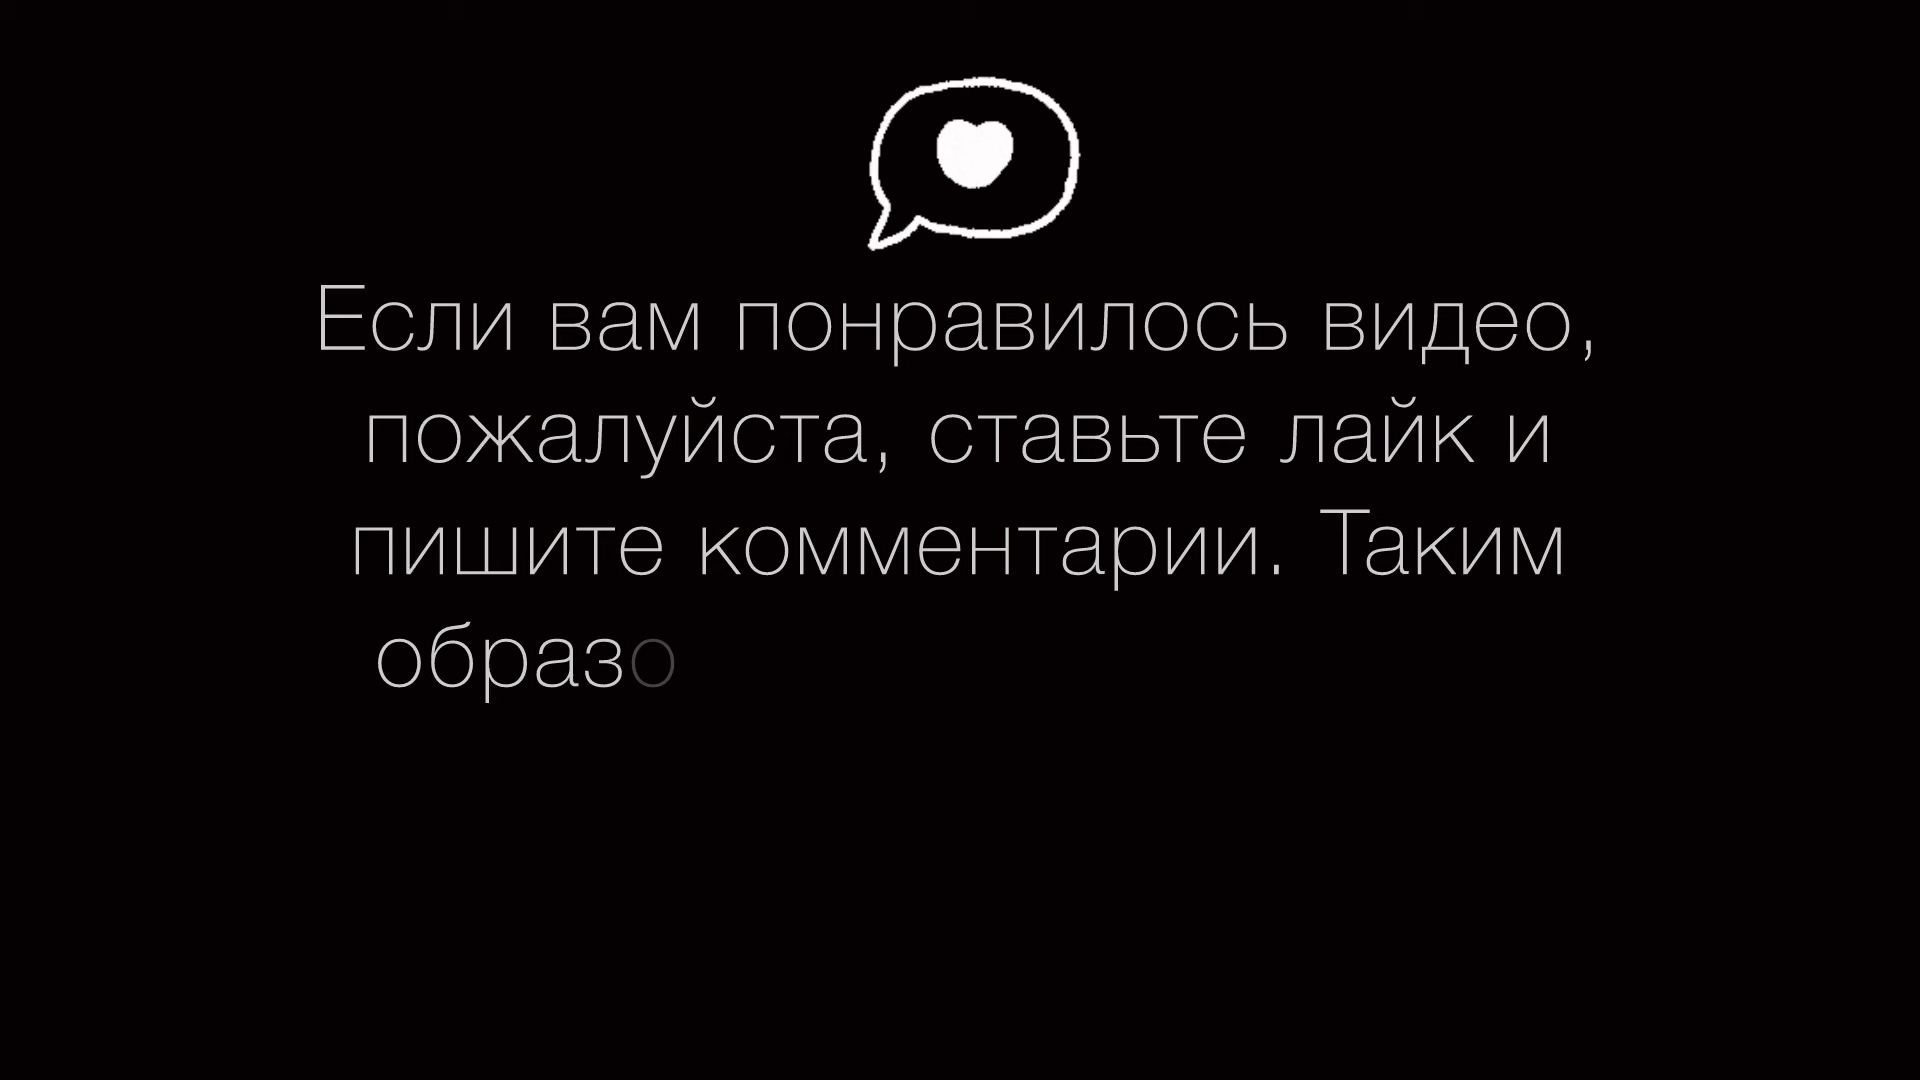 Если вам понравилось видео,
пожалуйста, ставьте лайк и
пишите комментарии. Таким
образо